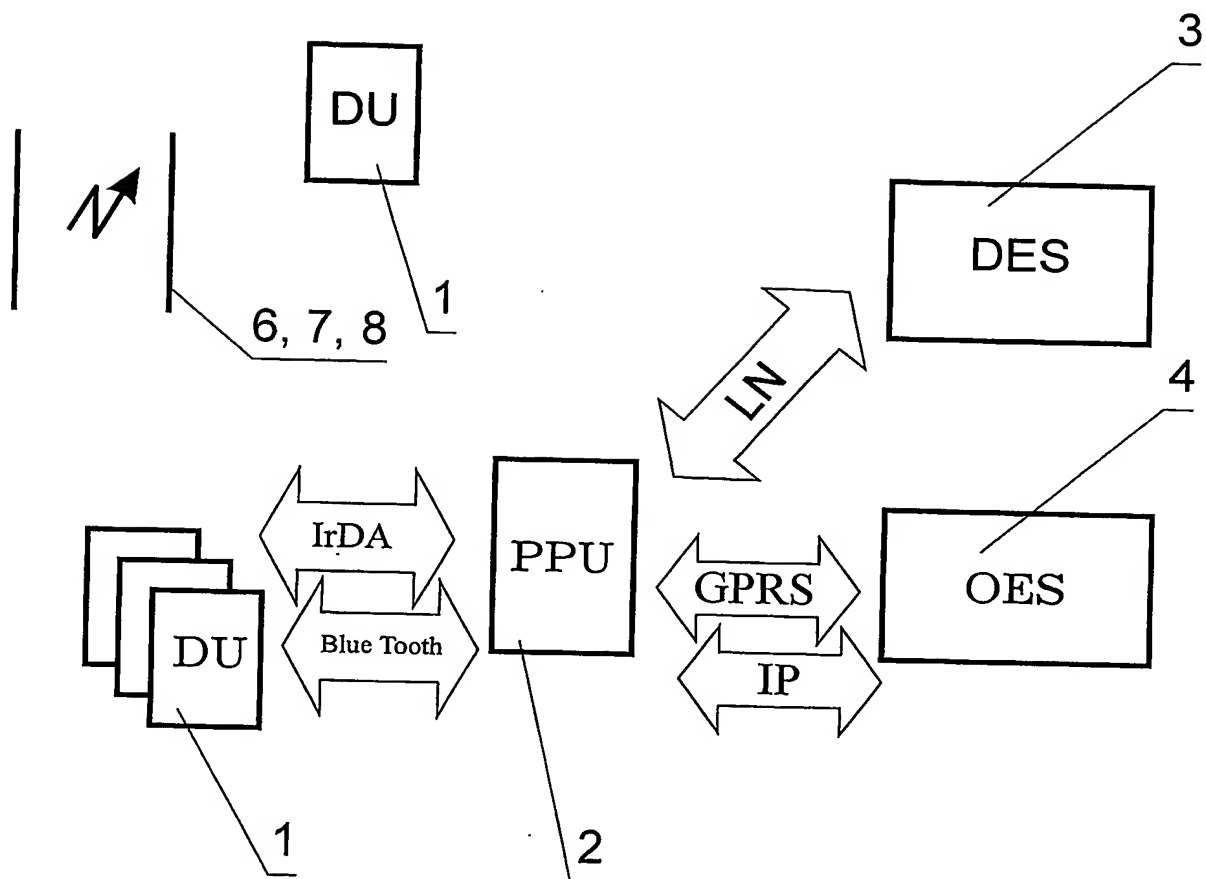 3
DU
DES
1
6, 7, 8
LN
4
IrDA
PPU
GPRS
OES
DU
Blue Tooth
IP
1
2